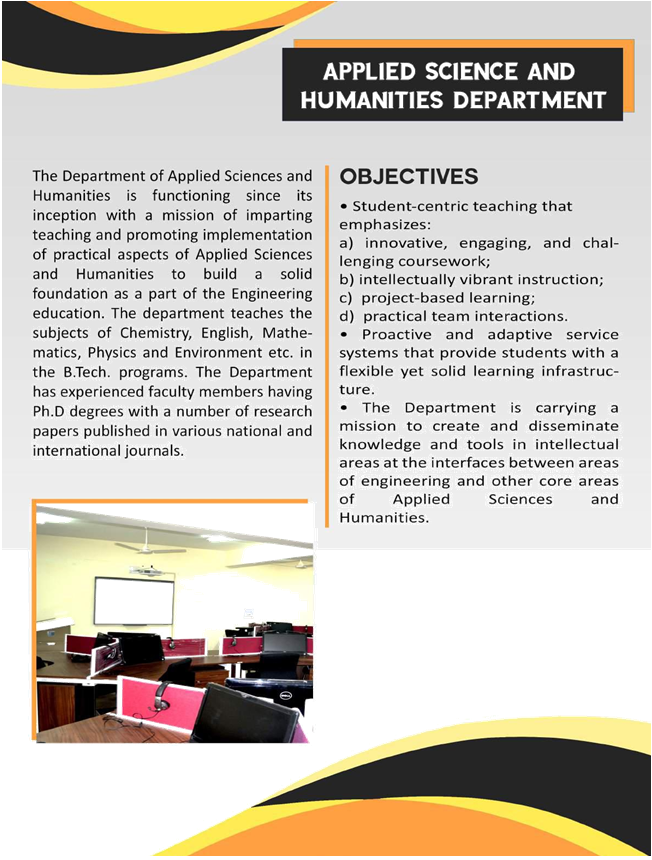 APPLIED SCIENCE AND
HUMANITIES DEPARTMENT
The Department of Applied Sciences and
Humanities is functioning since its
inception with a mission of imparting
teaching and promoting implementation
of practical aspects of Applied Sciences
and Humanities to build a solid
foundation as a part of the Engineering
education. The department teaches the
subjects of Chemistry, English, Mathe-
matics, Physics and Environment etc. in
the B.Tech. programs. The Department
has experienced faculty members having
Ph.D degrees with a number of research
papers published in various national and
international journals.
OBJECTIVES
• Student-centric teaching that
emphasizes:
a) innovative, engaging, and chal-
lenging coursework;
b) intellectually vibrant instruction;
c) project-based learning;
d) practical team interactions.
• Proactive and adaptive service
systems that provide students with a
flexible yet solid learning infrastruc-
ture.
• The Department is carrying a
mission to create and disseminate
knowledge and tools in intellectual
areas at the interfaces between areas
of engineering and other core areas
of Applied Sciences and
Humanities.
DELL